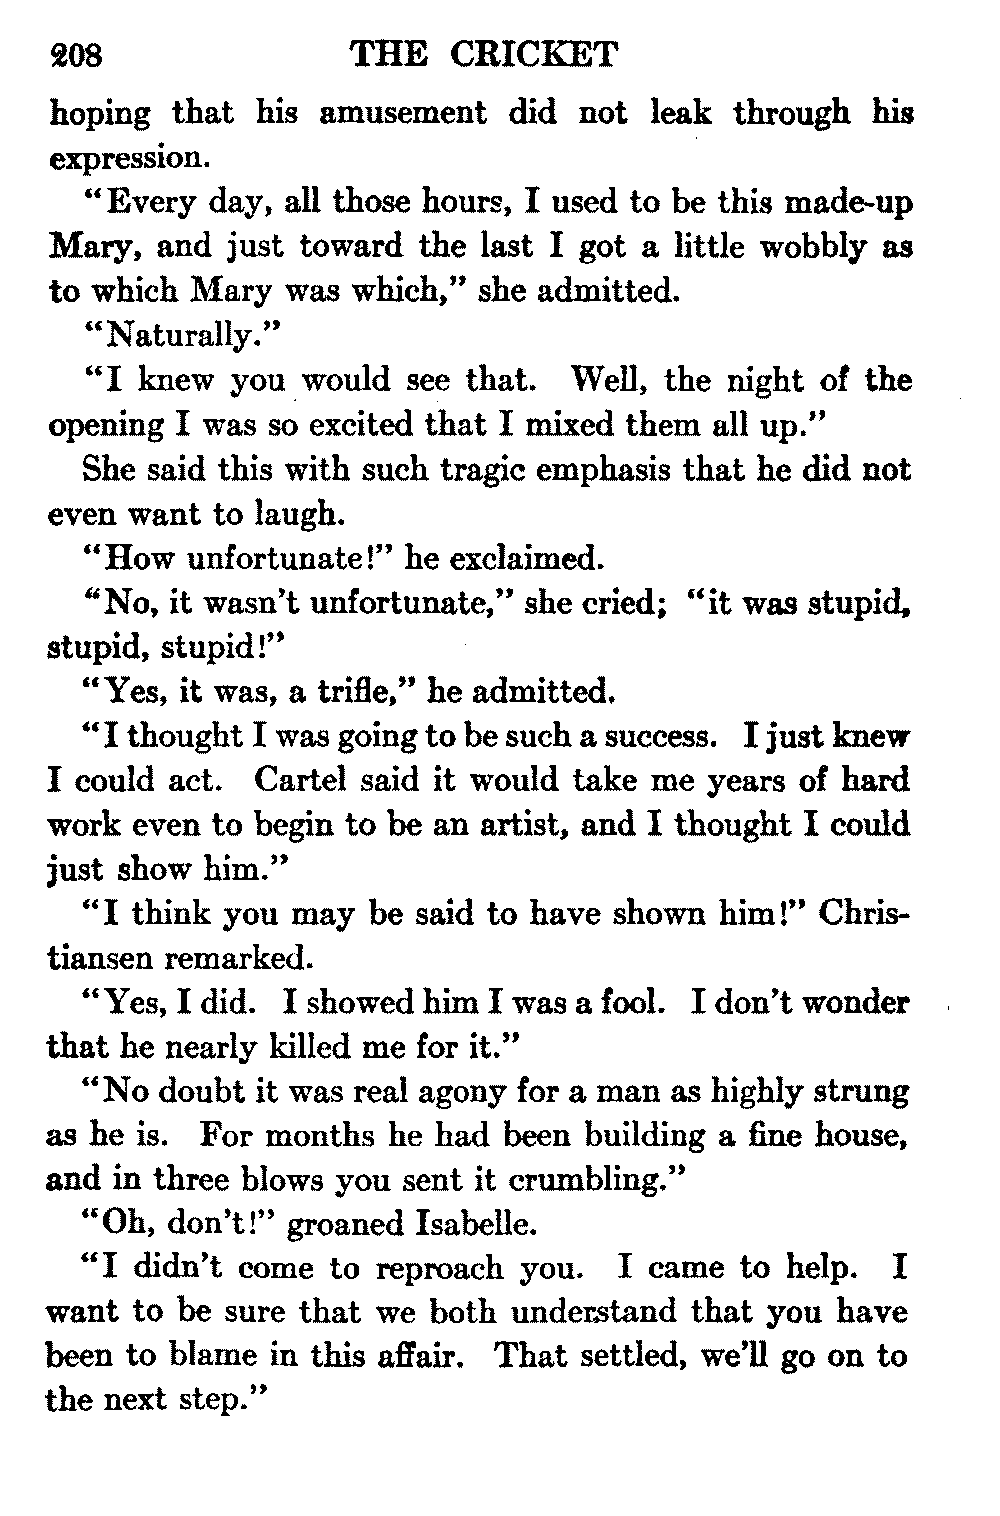 208 THE CRICKET
hoping that his amusement did not leak through his
expression.
"Every day, all those hours, I used to be this made-up
Mary, and just toward the last I got a little wobbly as
to which Mary was which," she admitted.
"Naturally."
"I knew you would see that. Well, the night of the
opening I was so excited that I mixed them all up."
She said this with such tragic emphasis that he did not
even want to laugh.
"How unfortunate!" he exclaimed.
"No, it wasn't unfortunate," she cried; "it was stupid,
stupid, stupid!"
"Yes, it was, a trifle," he admitted.
"I thought I was going to be such a success. I just knew
I could act. Cartel said it would take me years of hard
work even to begin to be an artist, and I thought I could
just show him."
"I think you may be said to have shown him!" Chris-
tiansen remarked.
"Yes, I did. I showed him I was a fool. I don't wonder
that he nearly killed me for it."
"No doubt it was real agony for a man as highly strung
as he is. For months he had been building a fine house,
and in three blows you sent it crumbling."
"Oh, don't!" groaned Isabelle.
"I didn't come to reproach you. I came to help. I
want to be sure that we both understand that you have
been to blame in this affair. That settled, we'll go on to
the next step."